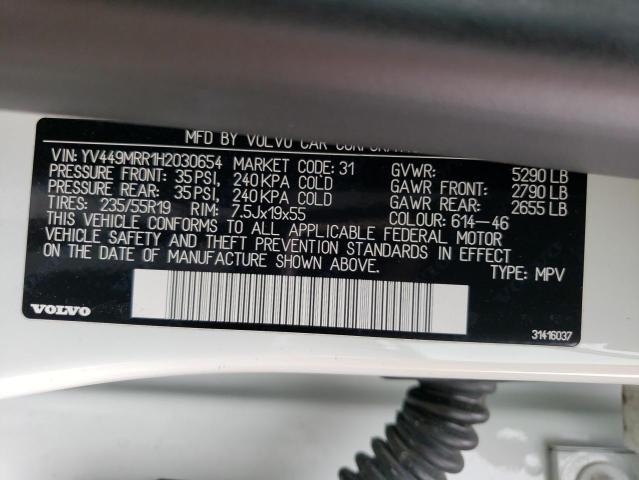 MFD BY VOLVO CAR CORPORATION
VIN: YV449MRR1H2030654 MARKET CODE: 31 GVWR: 5290 LB
PRESSURE FRONT: 35 PSI, 240 KPA COLD GAWR FRONT: 2790 LB
PRESSURE REAR: 35 PSI, 240 KPA COLD GAWR REAR: 2655 LB
TIRES: 235/55R19 RIM: 7.5Jx19x55 COLOUR: 614-46
THIS VEHICLE CONFORMS TO ALL APPLICABLE FEDERAL MOTOR
VEHICLE SAFETY AND THEFT PREVENTION STANDARDS IN EFFECT
ON THE DATE OF MANUFACTURE SHOWN ABOVE. TYPE: MPV
VOLVO 31416037